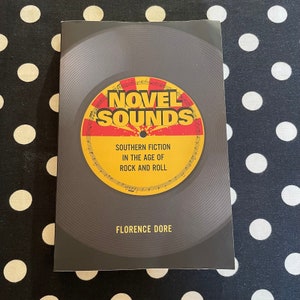 NOVEL
SOUNDS
SOUTHERN FICTION
IN THE AGE OF
ROCK AND ROLL
FLORENCE DORE